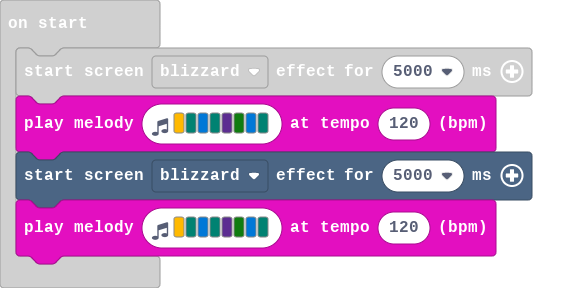 on start
start screen blizzard effect for 5000 ms
play melody at tempo 120 (bpm)
start screen blizzard effect for 5000 ms
play melody at tempo 120 (bpm)